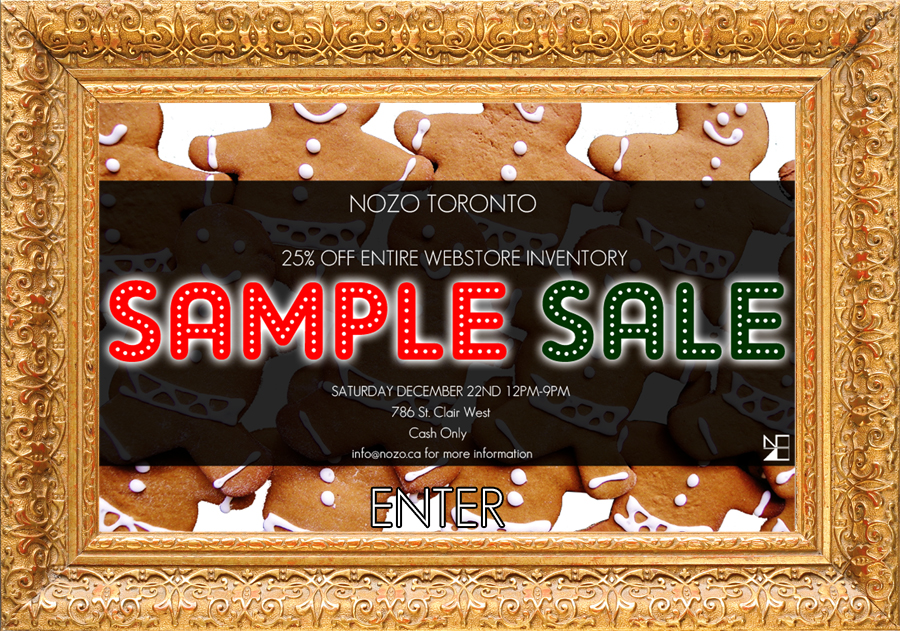 NOZO TORONTO
25% OFF ENTIRE WEBSTORE INVENTORY
SAMPLE SALE
SATURDAY DECEMBER 22ND 12PM-9PM
786 St. Clair West
Cash Only
info@nozo.ca for more information
ENTER